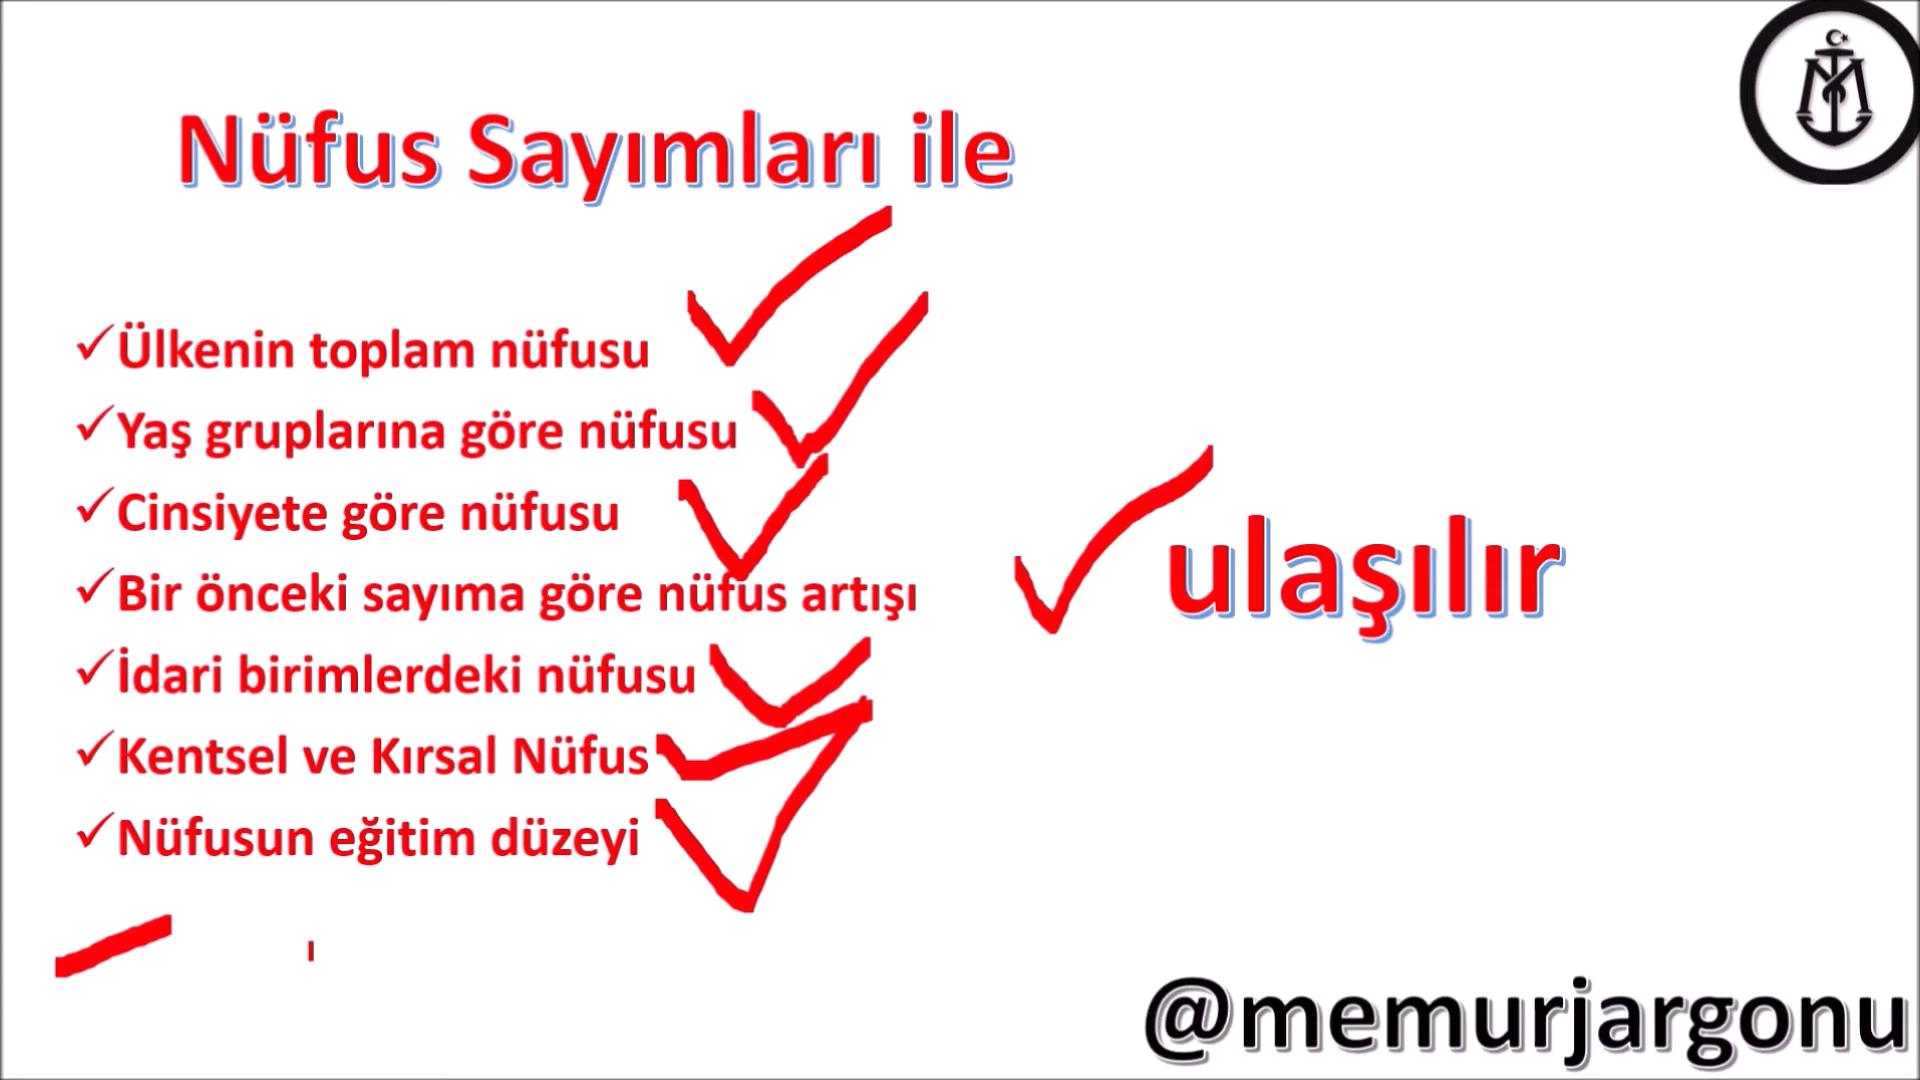 Nüfus Sayımları ile
Ülkenin toplam nüfusu
Yaş gruplarına göre nüfusu
Cinsiyete göre nüfusu
Bir önceki sayıma göre nüfus artışı
İdari birimlerdeki nüfusu
Kentsel ve Kırsal Nüfus
Nüfusun eğitim düzeyi
ulaşılır
@memurjargonu